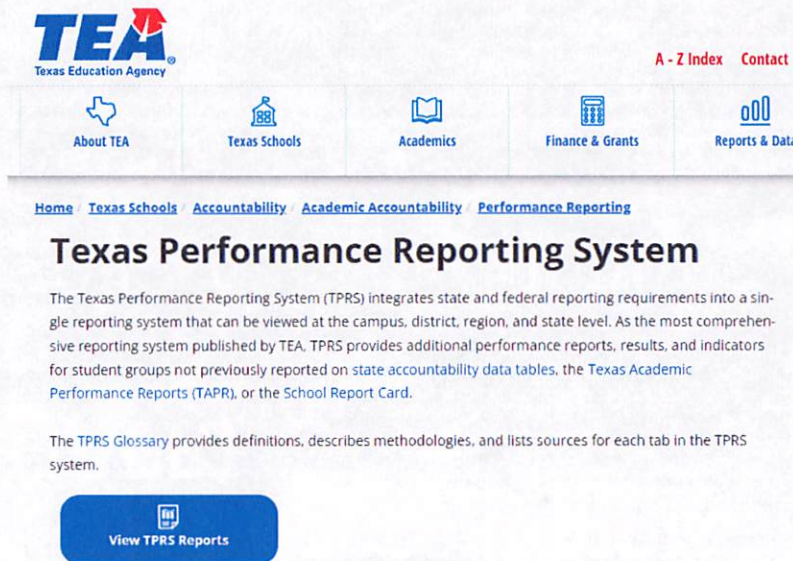 TEA
Texas Education Agency
A - Z Index Contact
About TEA
Texas Schools
Academics
Finance & Grants
Reports & Data
Home / Texas Schools / Accountability / Academic Accountability / Performance Reporting
Texas Performance Reporting System
The Texas Performance Reporting System (TPRS) integrates state and federal reporting requirements into a sin-
gle reporting system that can be viewed at the campus, district, region, and state level. As the most comprehen-
sive reporting system published by TEA, TPRS provides additional performance reports, results, and indicators
for student groups not previously reported on state accountability data tables, the Texas Academic
Performance Reports (TAPR), or the School Report Card.
The TPRS Glossary provides definitions, describes methodologies, and lists sources for each tab in the TPRS
system.
View TPRS Reports